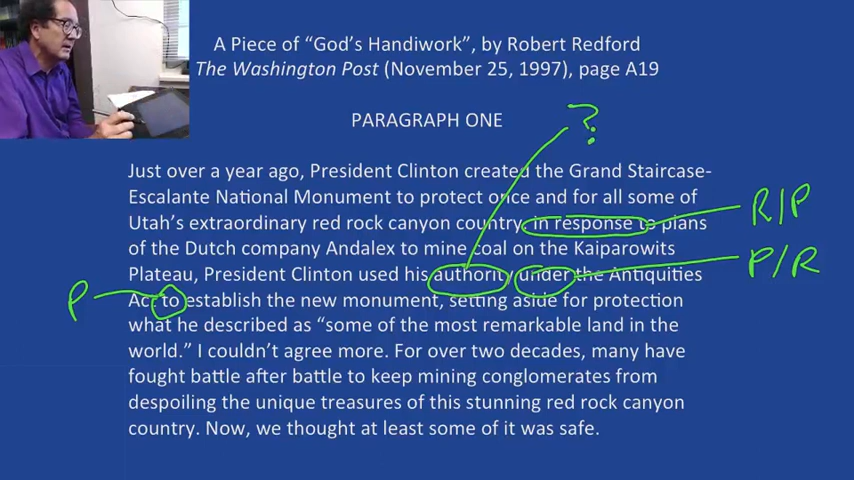 A Piece of “God’s Handiwork”, by Robert Redford
The Washington Post (November 25, 1997), page A19
PARAGRAPH ONE
?
Just over a year ago, President Clinton created the Grand Staircase-
Escalante National Monument to protect once and for all some of
Utah’s extraordinary red rock canyon country, in response to plans
R/P
of the Dutch company Andalex to mine coal on the Kaiparowits
Plateau, President Clinton used his authority under the Antiquities
P/R
P
Act to establish the new monument, setting aside for protection
what he described as “some of the most remarkable land in the
world.” I couldn’t agree more. For over two decades, many have
fought battle after battle to keep mining conglomerates from
despoiling the unique treasures of this stunning red rock canyon
country. Now, we thought at least some of it was safe.